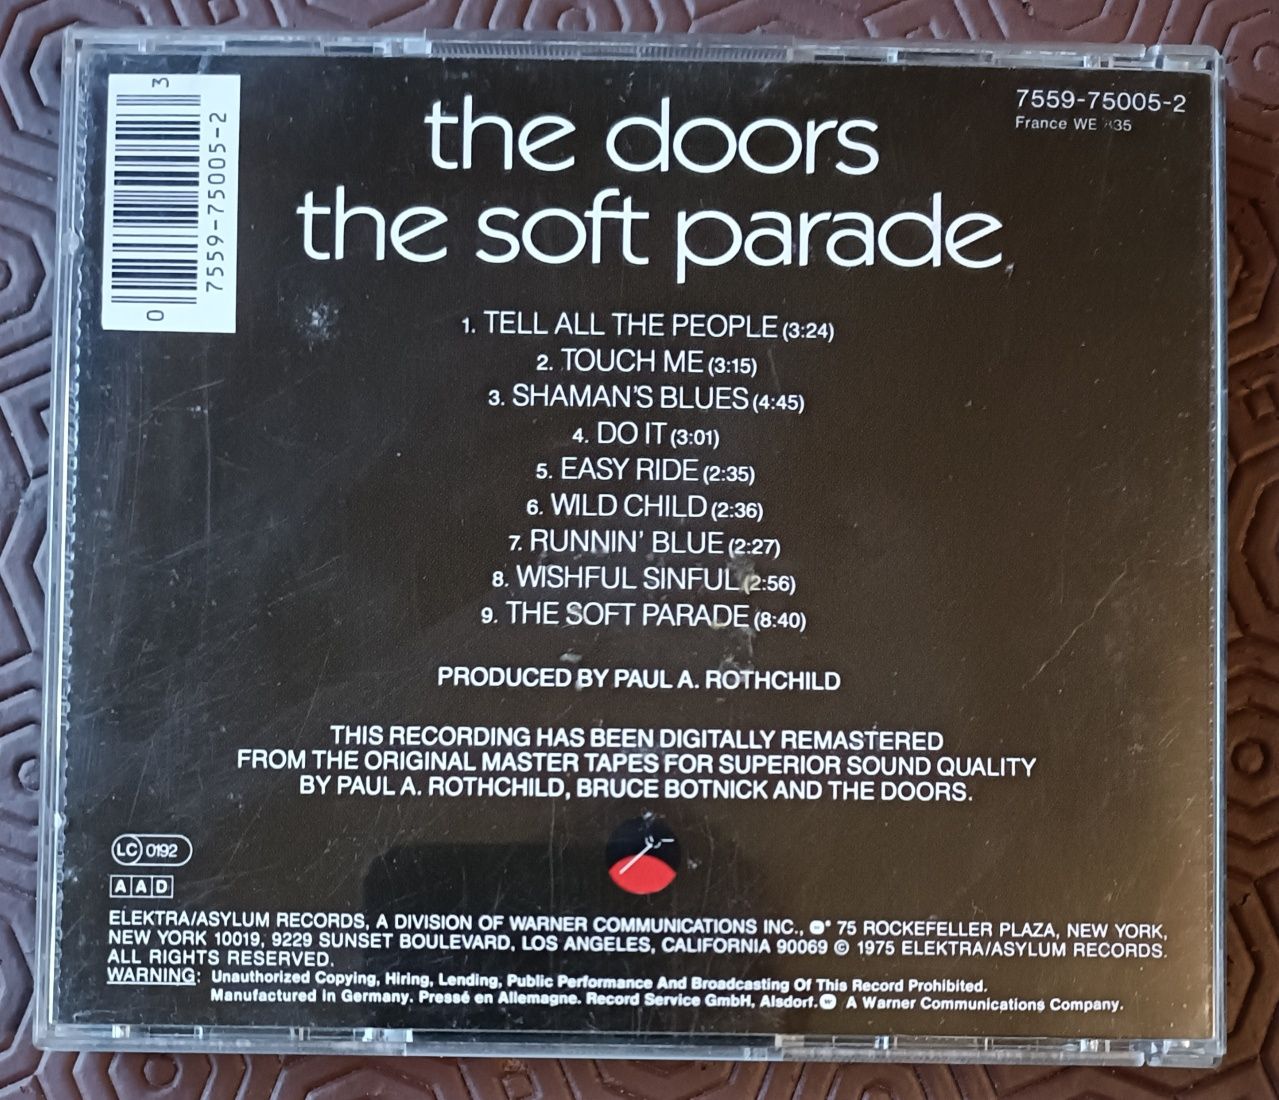 7559-75005-2
France WE 835
3
7559-75005-2
0
the doors
the soft parade
1. TELL ALL THE PEOPLE (3:24)
2. TOUCH ME (3:15)
3. SHAMAN'S BLUES (4:45)
4. DO IT (3:01)
5. EASY RIDE (2:35)
6. WILD CHILD (2:36)
7. RUNNIN' BLUE (2:27)
8. WISHFUL SINFUL (2:56)
9. THE SOFT PARADE (8:40)
PRODUCED BY PAUL A. ROTHCHILD
THIS RECORDING HAS BEEN DIGITALLY REMASTERED
FROM THE ORIGINAL MASTER TAPES FOR SUPERIOR SOUND QUALITY
BY PAUL A. ROTHCHILD, BRUCE BOTNICK AND THE DOORS.
LC 0192
AAD
ELEKTRA/ASYLUM RECORDS, A DIVISION OF WARNER COMMUNICATIONS INC., 75 ROCKEFELLER PLAZA, NEW YORK,
NEW YORK 10019, 9229 SUNSET BOULEVARD, LOS ANGELES, CALIFORNIA 90069 © 1975 ELEKTRA/ASYLUM RECORDS.
ALL RIGHTS RESERVED.
WARNING: Unauthorized Copying, Hiring, Lending, Public Performance And Broadcasting Of This Record Prohibited.
Manufactured In Germany. Pressé en Allemagne. Record Service GmbH, Alsdorf. A Warner Communications Company.